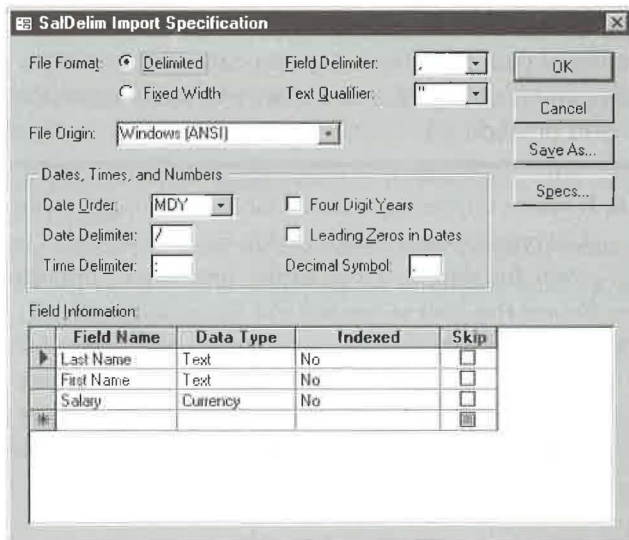 SalDelim Import Specification
File Format: Delimited Field Delimiter: , OK
Fixed Width Text Qualifier: " Cancel
File Origin: Windows (ANSI) Save As...
Dates, Times, and Numbers Specs...
Date Order: MDY Four Digit Years
Date Delimiter: / Leading Zeros in Dates
Time Delimiter: : Decimal Symbol: .
Field Information:
Field Name Data Type Indexed Skip
Last Name Text No
First Name Text No
Salary Currency No